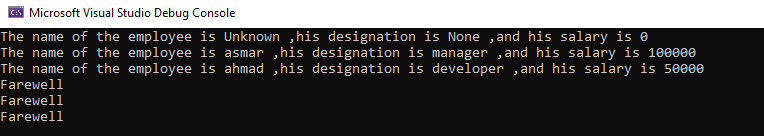 Microsoft Visual Studio Debug Console
The name of the employee is Unknown ,his designation is None ,and his salary is 0
The name of the employee is asmar ,his designation is manager ,and his salary is 100000
The name of the employee is ahmad ,his designation is developer ,and his salary is 50000
Farewell
Farewell
Farewell